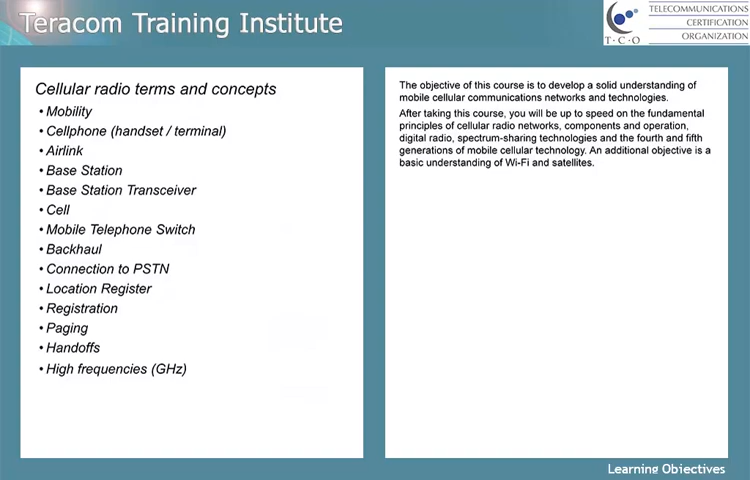 Teracom Training Institute
T·C·O
TELECOMMUNICATIONS
CERTIFICATION
ORGANIZATION
Cellular radio terms and concepts
• Mobility
• Cellphone (handset / terminal)
• Airlink
• Base Station
• Base Station Transceiver
• Cell
• Mobile Telephone Switch
• Backhaul
• Connection to PSTN
• Location Register
• Registration
• Paging
• Handoffs
• High frequencies (GHz)
The objective of this course is to develop a solid understanding of
mobile cellular communications networks and technologies.
After taking this course, you will be up to speed on the fundamental
principles of cellular radio networks, components and operation,
digital radio, spectrum-sharing technologies and the fourth and fifth
generations of mobile cellular technology. An additional objective is a
basic understanding of Wi-Fi and satellites.
Learning Objectives